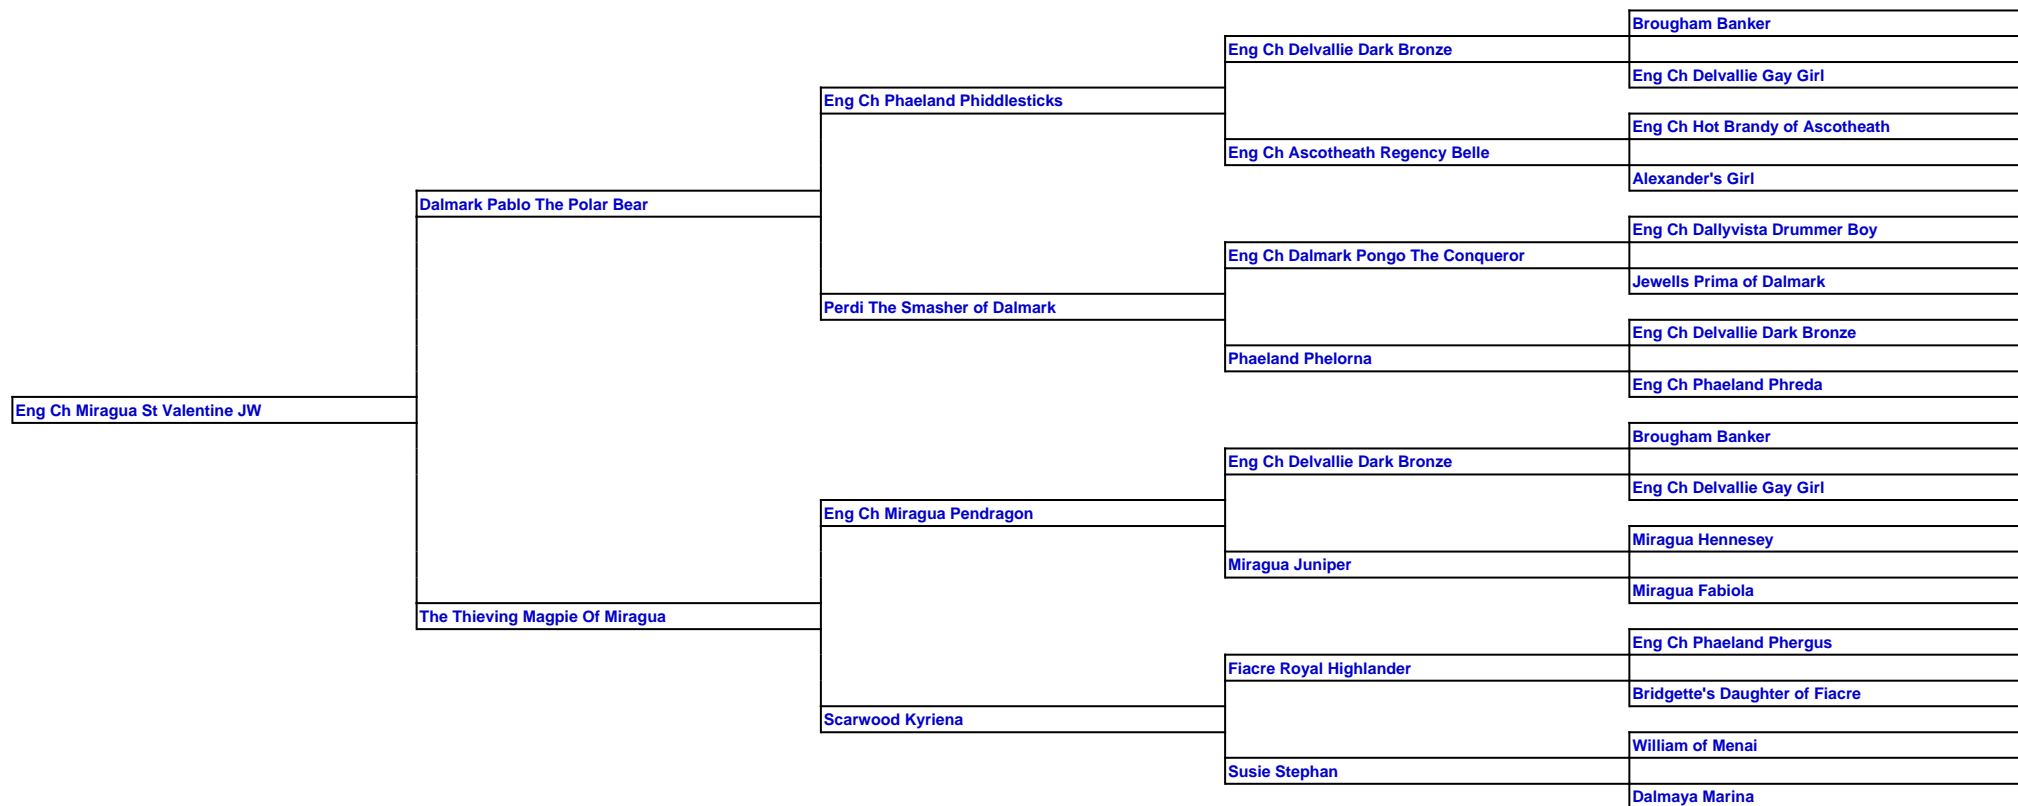 Brougham Banker
Eng Ch Delvallie Dark Bronze
Eng Ch Delvallie Gay Girl
Eng Ch Phaeland Phiddlesticks
Eng Ch Hot Brandy of Ascotheath
Eng Ch Ascotheath Regency Belle
Alexander's Girl
Dalmark Pablo The Polar Bear
Eng Ch Dallyvista Drummer Boy
Eng Ch Dalmark Pongo The Conqueror
Jewells Prima of Dalmark
Perdi The Smasher of Dalmark
Eng Ch Delvallie Dark Bronze
Phaeland Phelorna
Eng Ch Phaeland Phreda
Eng Ch Miragua St Valentine JW
Brougham Banker
Eng Ch Delvallie Dark Bronze
Eng Ch Delvallie Gay Girl
Eng Ch Miragua Pendragon
Miragua Hennesey
Miragua Juniper
Miragua Fabiola
The Thieving Magpie Of Miragua
Eng Ch Phaeland Phergus
Fiacre Royal Highlander
Bridgette's Daughter of Fiacre
Scarwood Kyriena
William of Menai
Susie Stephan
Dalmaya Marina